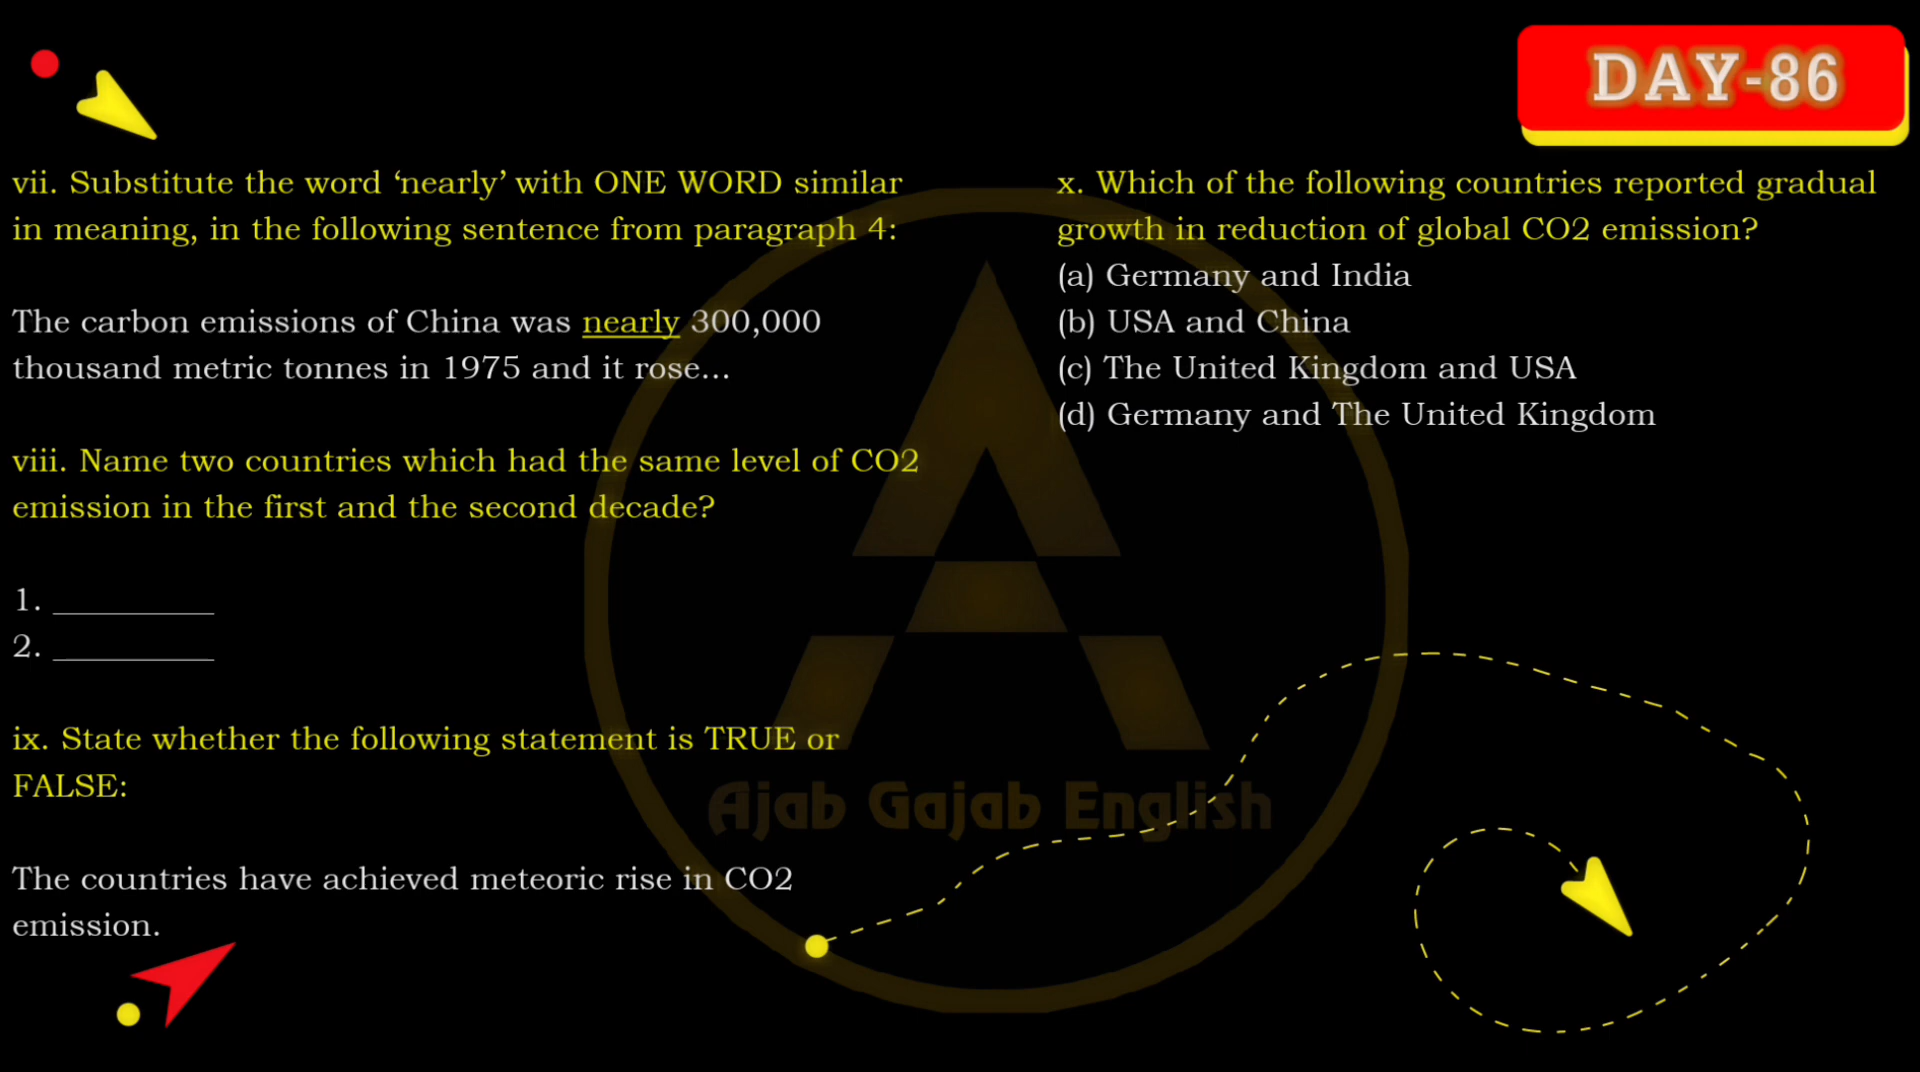 DAY-86
vii. Substitute the word ‘nearly’ with ONE WORD similar
in meaning, in the following sentence from paragraph 4:
The carbon emissions of China was nearly 300,000
thousand metric tonnes in 1975 and it rose...
viii. Name two countries which had the same level of CO2
emission in the first and the second decade?
1. __________
2. __________
ix. State whether the following statement is TRUE or
FALSE:
The countries have achieved meteoric rise in CO2
emission.
x. Which of the following countries reported gradual
growth in reduction of global CO2 emission?
(a) Germany and India
(b) USA and China
(c) The United Kingdom and USA
(d) Germany and The United Kingdom
Ajab Gajab English